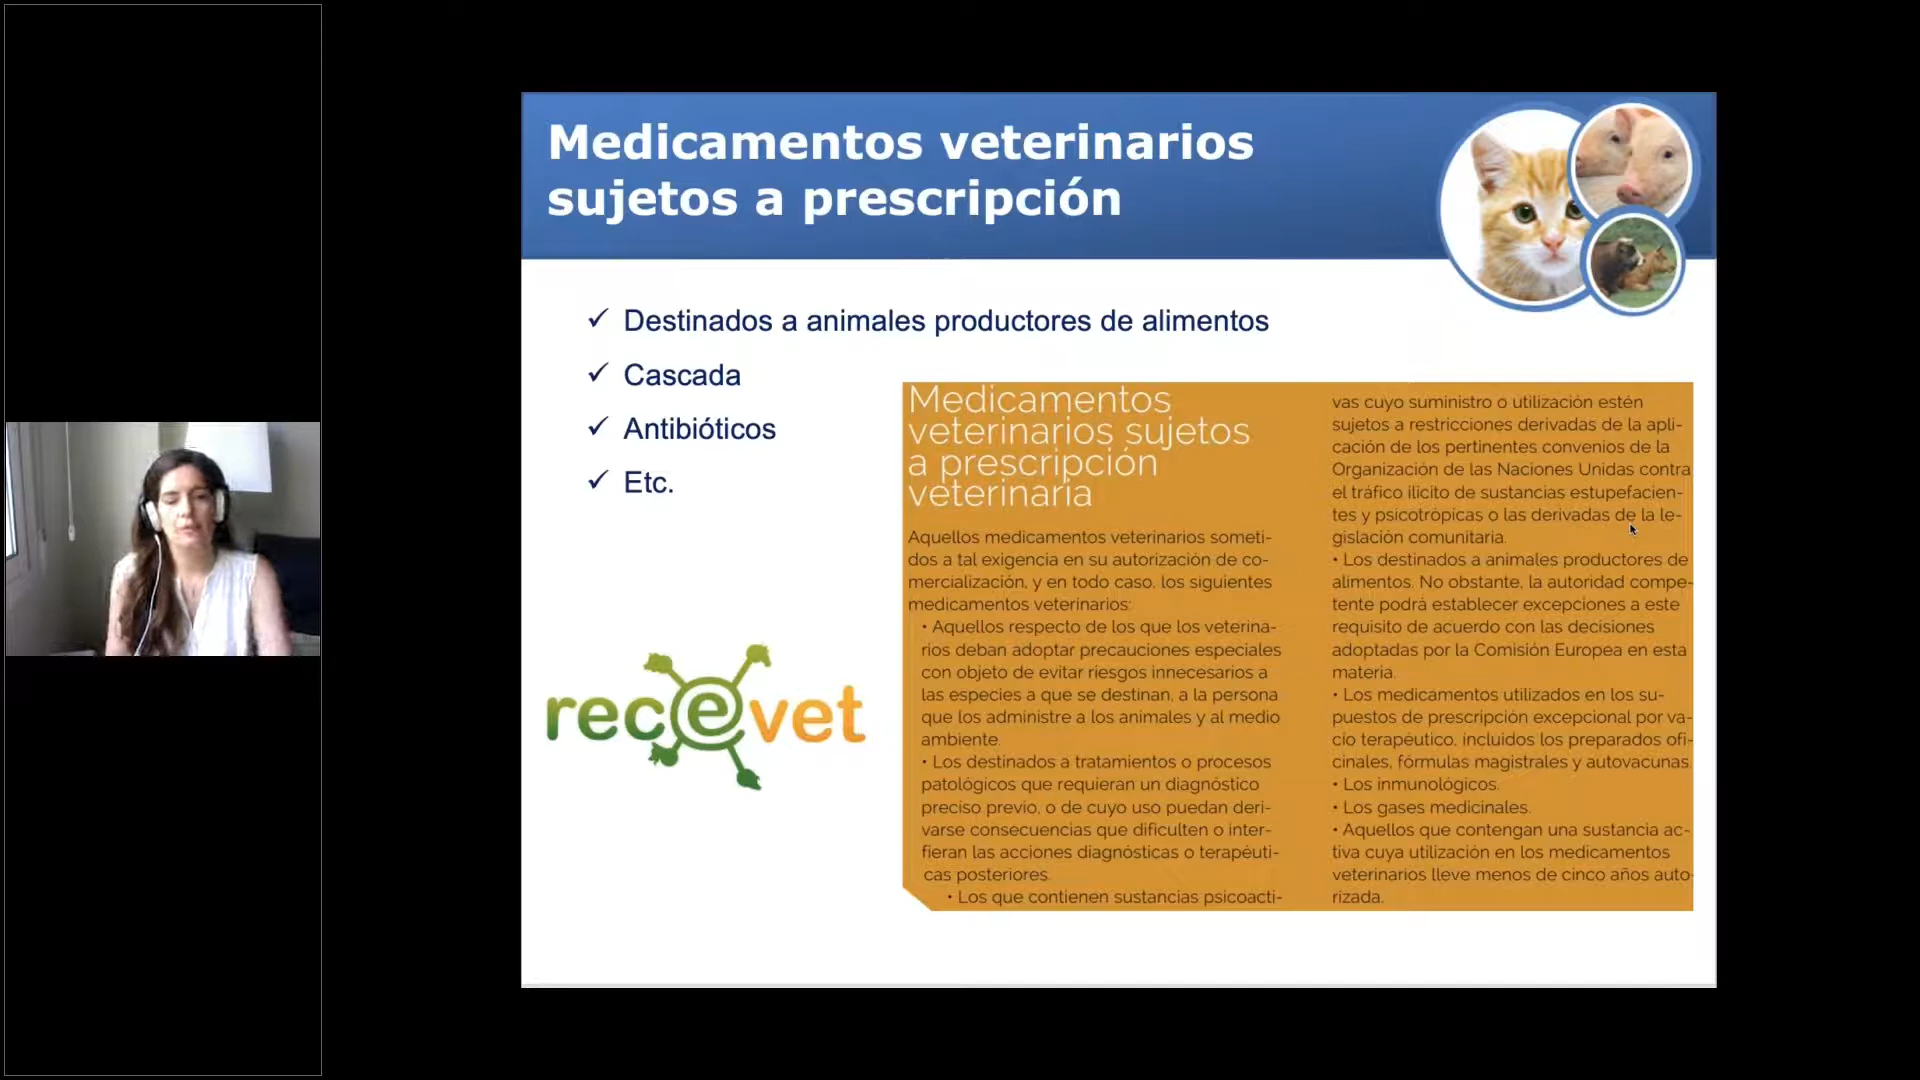 Medicamentos veterinarios
sujetos a prescripción
✓ Destinados a animales productores de alimentos
✓ Cascada
✓ Antibióticos
✓ Etc.
recevet
Medicamentos
veterinarios sujetos
a prescripción
veterinaria
Aquellos medicamentos veterinarios someti-
dos a tal exigencia en su autorización de co-
mercialización, y en todo caso, los siguientes
medicamentos veterinarios:
• Aquellos respecto de los que los veterina-
rios deban adoptar precauciones especiales
con objeto de evitar riesgos innecesarios a
las especies a que se destinan, a la persona
que los administre a los animales y al medio
ambiente.
• Los destinados a tratamientos o procesos
patológicos que requieran un diagnóstico
preciso previo, o de cuyo uso puedan deri-
varse consecuencias que dificulten o inter-
fieran las acciones diagnósticas o terapéuti-
cas posteriores.
• Los que contienen sustancias psicoacti-
vas cuyo suministro o utilización estén
sujetos a restricciones derivadas de la apli-
cación de los pertinentes convenios de la
Organización de las Naciones Unidas contra
el tráfico ilícito de sustancias estupefacien-
tes y psicotrópicas o las derivadas de la le-
gislación comunitaria.
• Los destinados a animales productores de
alimentos. No obstante, la autoridad compe-
tente podrá establecer excepciones a este
requisito de acuerdo con las decisiones
adoptadas por la Comisión Europea en esta
materia.
• Los medicamentos utilizados en los su-
puestos de prescripción excepcional por va-
cío terapéutico, incluidos los preparados ofi-
cinales, fórmulas magistrales y autovacunas.
• Los inmunológicos.
• Los gases medicinales.
• Aquellos que contengan una sustancia ac-
tiva cuya utilización en los medicamentos
veterinarios lleve menos de cinco años auto-
rizada.